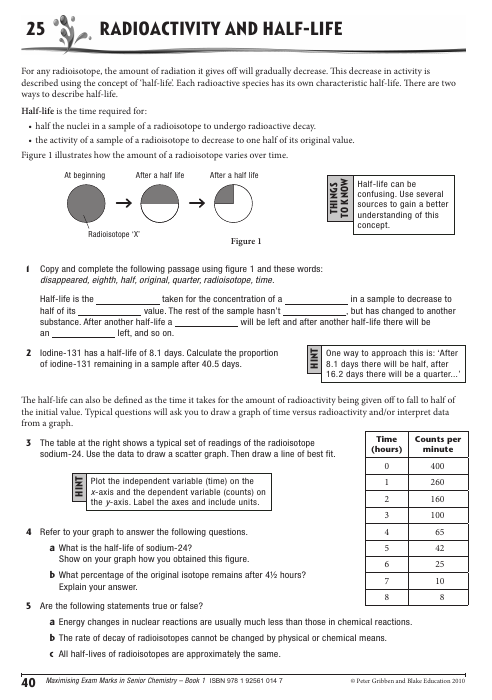 25 RADIOACTIVITY AND HALF-LIFE
For any radioisotope, the amount of radiation it gives off will gradually decrease. This decrease in activity is
described using the concept of 'half-life'. Each radioactive species has its own characteristic half-life. There are two
ways to describe half-life.
Half-life is the time required for:
• half the nuclei in a sample of a radioisotope to undergo radioactive decay.
• the activity of a sample of a radioisotope to decrease to one half of its original value.
Figure 1 illustrates how the amount of a radioisotope varies over time.
At beginning
After a half life
After a half life
Radioisotope 'X'
Figure 1
THINGS
TO KNOW
Half-life can be
confusing. Use several
sources to gain a better
understanding of this
concept.
1 Copy and complete the following passage using figure 1 and these words:
disappeared, eighth, half, original, quarter, radioisotope, time.
Half-life is the ____ taken for the concentration of a ____ in a sample to decrease to
half of its ____ value. The rest of the sample hasn't ____, but has changed to another
substance. After another half-life a ____ will be left and after another half-life there will be
an ____ left, and so on.
2 Iodine-131 has a half-life of 8.1 days. Calculate the proportion
of iodine-131 remaining in a sample after 40.5 days.
HINT
One way to approach this is: 'After
8.1 days there will be half, after
16.2 days there will be a quarter...'
The half-life can also be defined as the time it takes for the amount of radioactivity being given off to fall to half of
the initial value. Typical questions will ask you to draw a graph of time versus radioactivity and/or interpret data
from a graph.
3 The table at the right shows a typical set of readings of the radioisotope
sodium-24. Use the data to draw a scatter graph. Then draw a line of best fit.
HINT
Plot the independent variable (time) on the
x-axis and the dependent variable (counts) on
the y-axis. Label the axes and include units.
Time (hours) Counts per minute
0 400
1 260
2 160
3 100
4 65
5 42
6 25
7 10
8 8
4 Refer to your graph to answer the following questions.
a What is the half-life of sodium-24?
Show on your graph how you obtained this figure.
b What percentage of the original isotope remains after 4½ hours?
Explain your answer.
5 Are the following statements true or false?
a Energy changes in nuclear reactions are usually much less than those in chemical reactions.
b The rate of decay of radioisotopes cannot be changed by physical or chemical means.
c All half-lives of radioisotopes are approximately the same.
40 Maximising Exam Marks in Senior Chemistry – Book 1 ISBN 978 1 92561 014 7 © Peter Gribben and Blake Education 2010